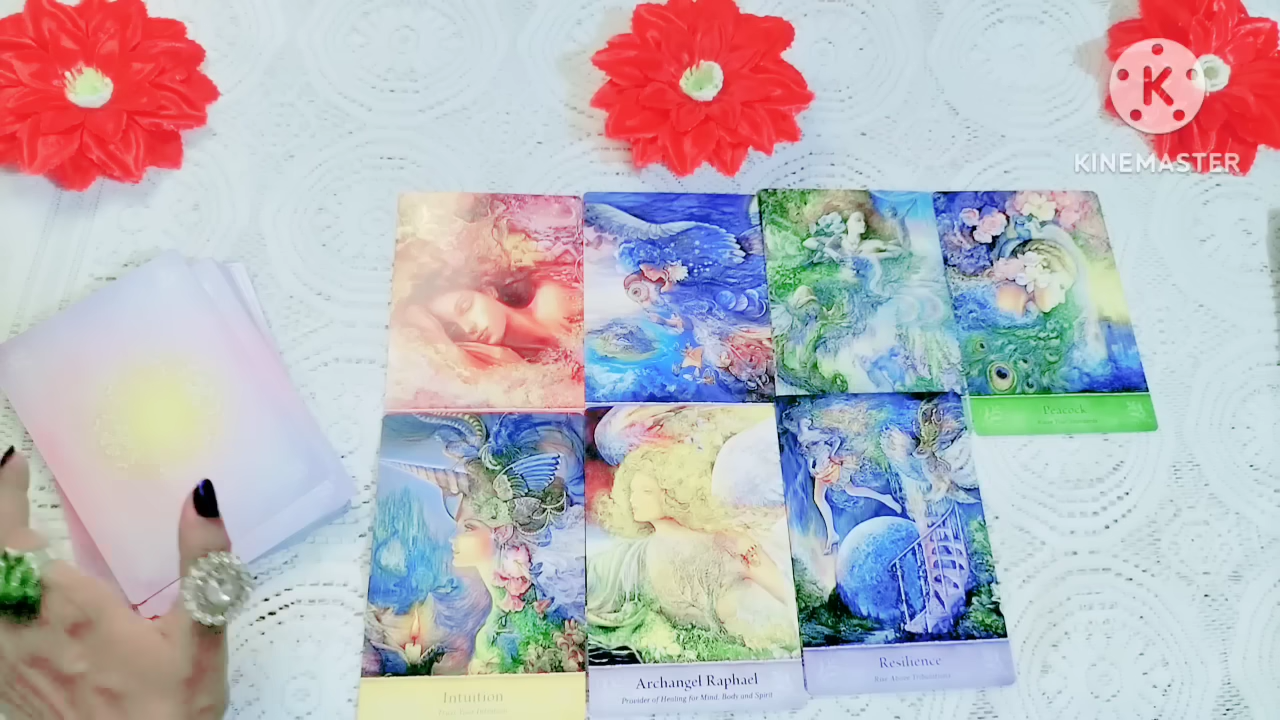 K
KINEMASTER
Peacock
Intuition
Archangel Raphael
Provider of Healing for Mind, Body and Spirit
Resilience